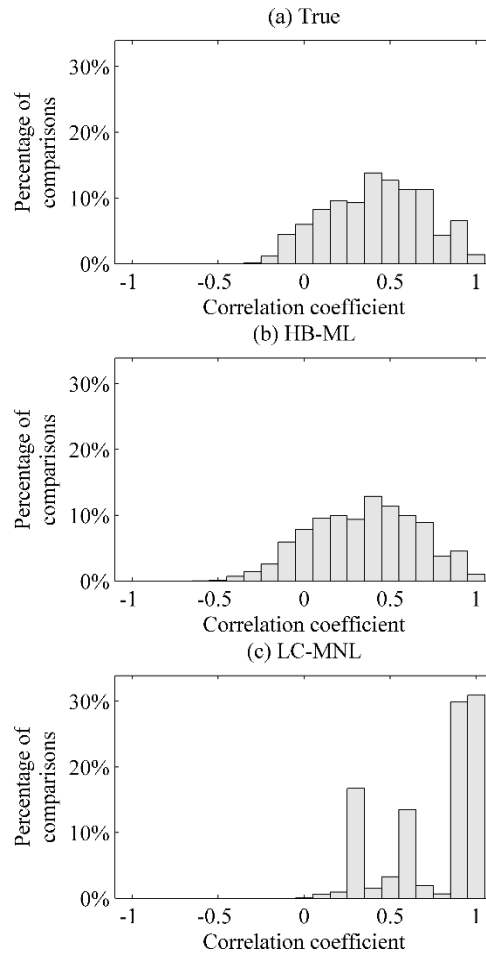 (a) True
Percentage of
comparisons
30%
20%
10%
0%
-1 -0.5 0 0.5 1
Correlation coefficient
(b) HB-ML
Percentage of
comparisons
30%
20%
10%
0%
-1 -0.5 0 0.5 1
Correlation coefficient
(c) LC-MNL
Percentage of
comparisons
30%
20%
10%
0%
-1 -0.5 0 0.5 1
Correlation coefficient